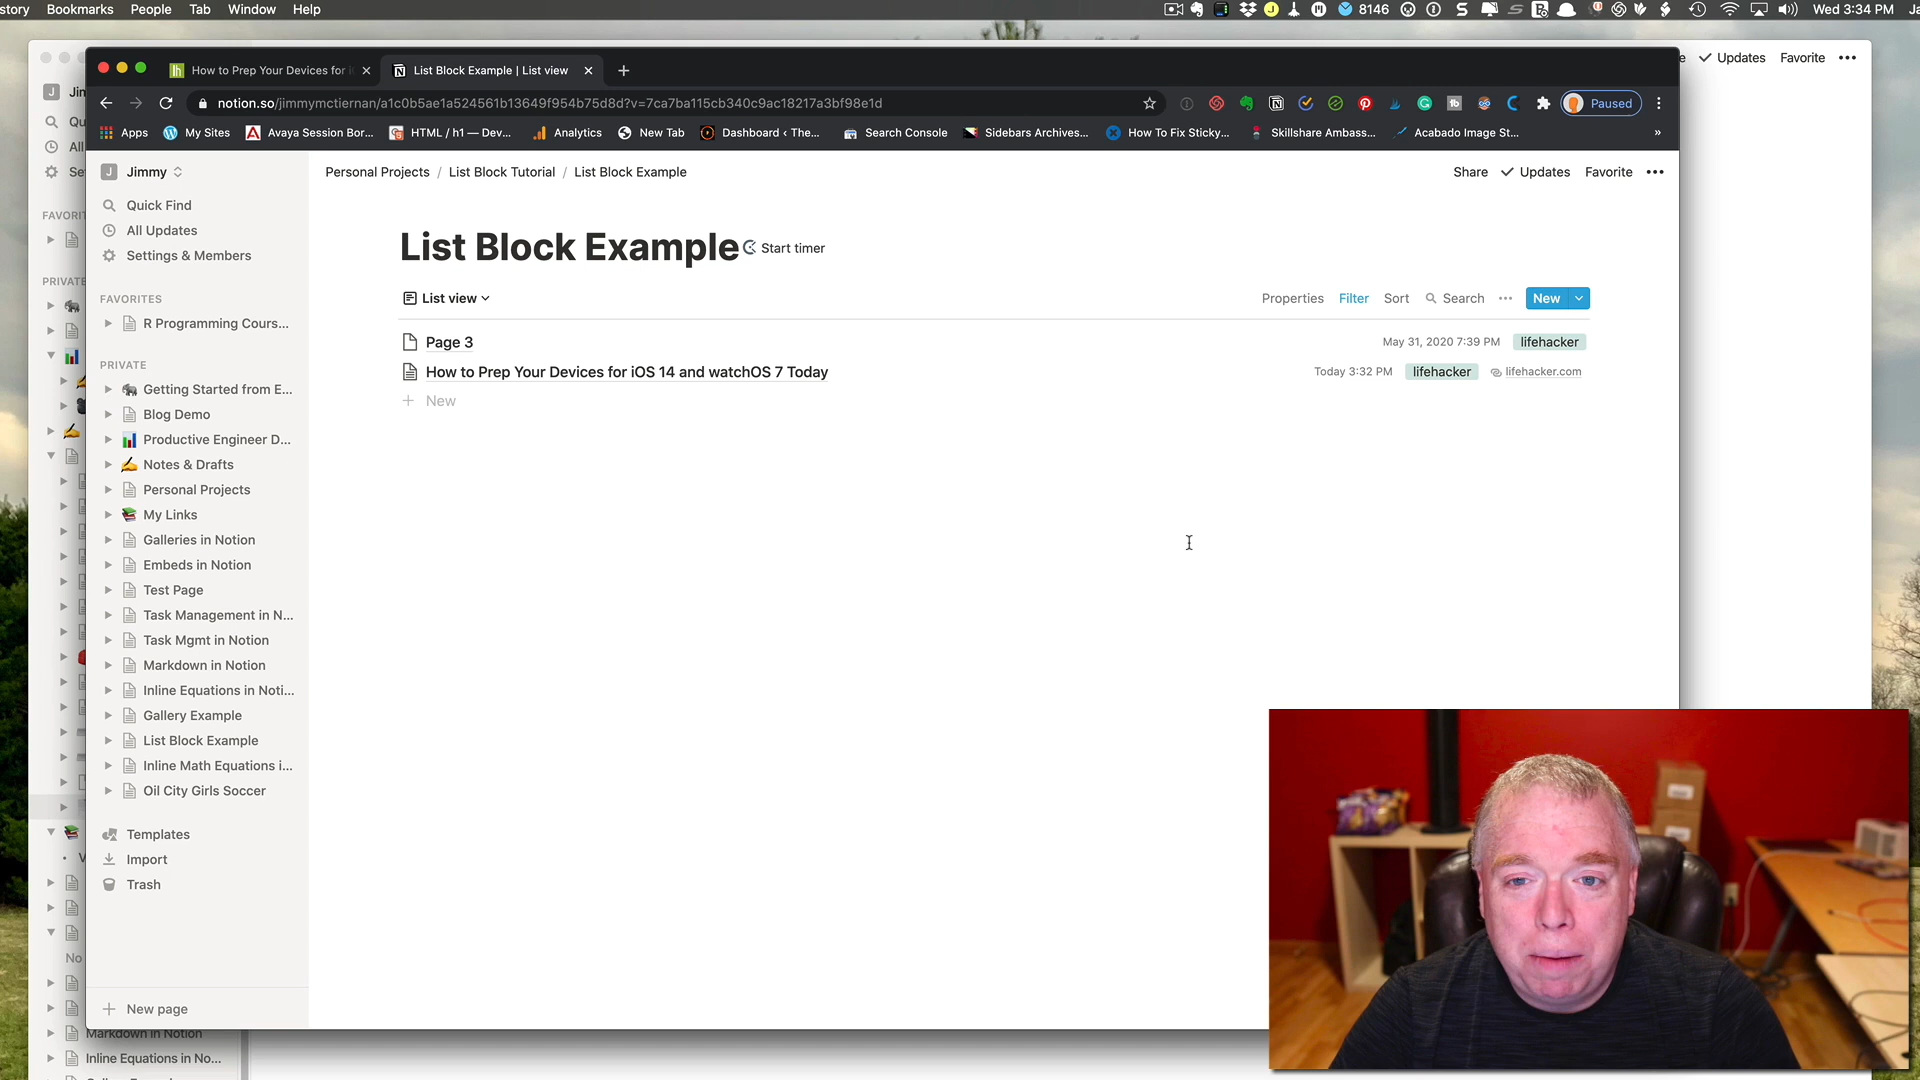 story Bookmarks People Tab Window Help
8146 Wed 3:34 PM
Updates Favorite
How to Prep Your Devices for i
List Block Example | List view
notion.so/jimmymctiernan/a1c0b5ae1a524561b13649f954b75d8d?v=7ca7ba115cb340c9ac18217a3bf98e1d
Paused
Apps My Sites Avaya Session Bor... HTML / h1 — Dev... Analytics New Tab Dashboard ‹ The... Search Console Sidebars Archives... How To Fix Sticky... Skillshare Ambass... Acabado Image St... »
Jimmy
Quick Find
All Updates
Settings & Members
FAVORITES
R Programming Cours...
PRIVATE
Getting Started from E...
Blog Demo
Productive Engineer D...
Notes & Drafts
Personal Projects
My Links
Galleries in Notion
Embeds in Notion
Test Page
Task Management in N...
Task Mgmt in Notion
Markdown in Notion
Inline Equations in Noti...
Gallery Example
List Block Example
Inline Math Equations i...
Oil City Girls Soccer
Templates
Import
Trash
New page
Personal Projects / List Block Tutorial / List Block Example
Share Updates Favorite
List Block Example Start timer
List view
Properties Filter Sort Search New
Page 3 May 31, 2020 7:39 PM lifehacker
How to Prep Your Devices for iOS 14 and watchOS 7 Today Today 3:32 PM lifehacker lifehacker.com
New
Markdown in Notion
Inline Equations in No...